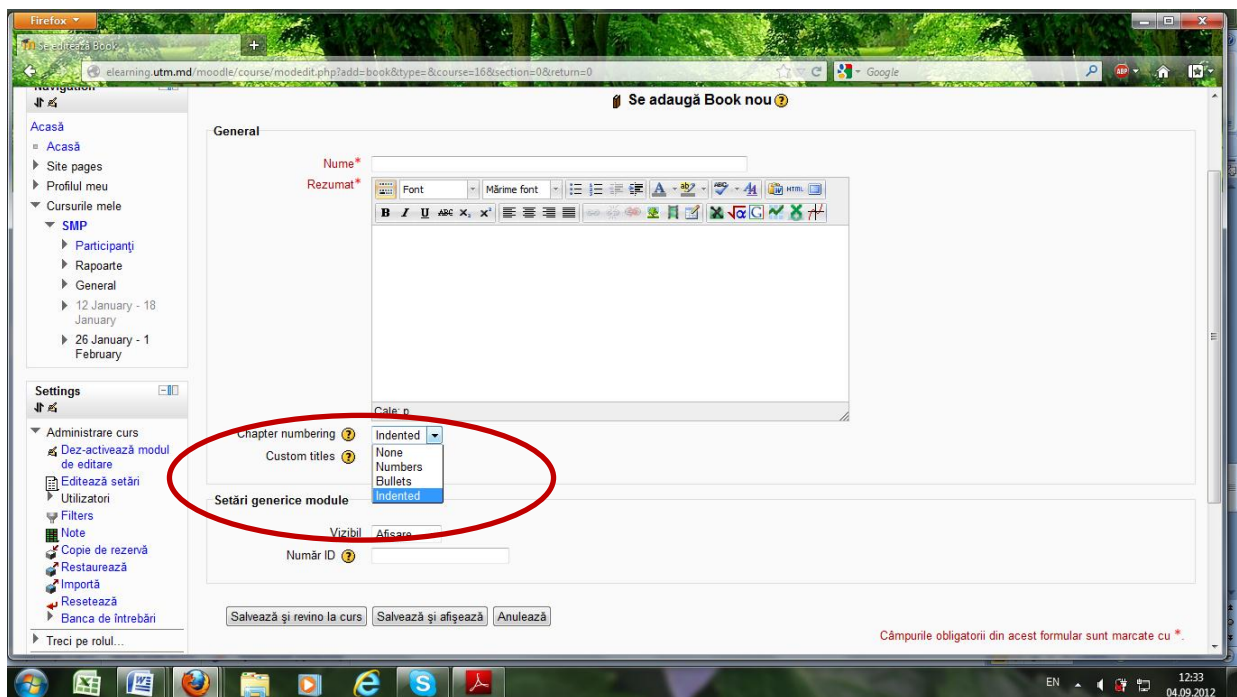 Firefox
Se editează Book
elearning.utm.md/moodle/course/modedit.php?add=book&type=&course=16&section=0&return=0
Google
ABP
Navigation
Se adaugă Book nou
Acasă
Acasă
Site pages
Profilul meu
Cursurile mele
SMP
Participanţi
Rapoarte
General
12 January - 18
January
26 January - 1
February
Settings
Administrare curs
Dez-activează modul
de editare
Editează setări
Utilizatori
Filters
Note
Copie de rezervă
Restaurează
Importă
Resetează
Banca de întrebări
Treci pe rolul...
General
Nume*
Rezumat*
Font
Mărime font
HTML
B I U ABC x₂ x²
Cale: p
Chapter numbering
Indented
Custom titles
None
Numbers
Bullets
Indented
Setări generice module
Vizibil
Afişare
Număr ID
Salvează şi revino la curs
Salvează şi afişează
Anulează
Câmpurile obligatorii din acest formular sunt marcate cu *.
EN
12:33
04.09.2012